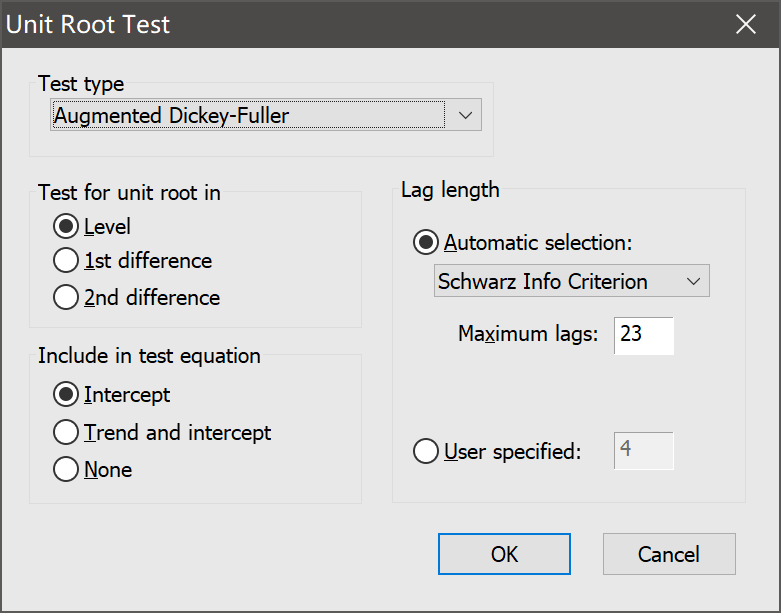 Unit Root Test
Test type
Augmented Dickey-Fuller
Test for unit root in
Level
1st difference
2nd difference
Include in test equation
Intercept
Trend and intercept
None
Lag length
Automatic selection:
Schwarz Info Criterion
Maximum lags: 23
User specified: 4
OK Cancel